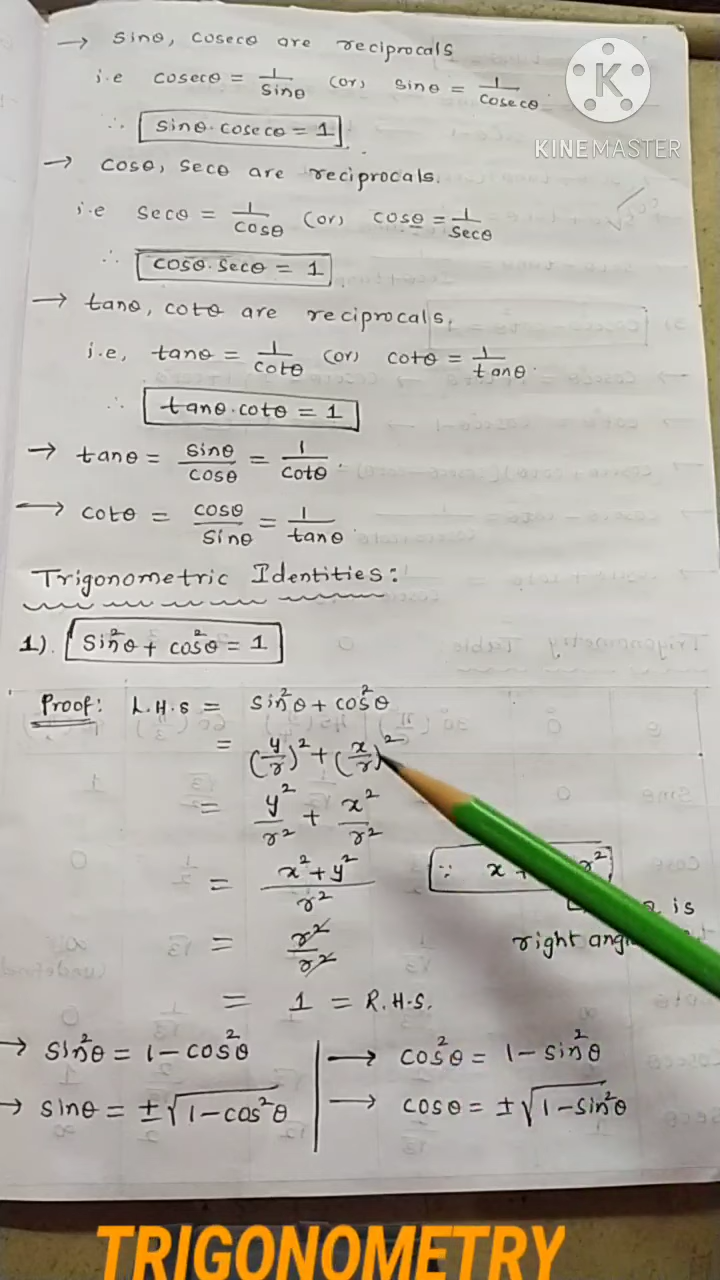 → sinθ, cosecθ are reciprocals
i.e cosecθ = 1/sinθ (or) sinθ = 1/cosecθ
∴ sinθ·cosecθ = 1
→ cosθ, secθ are reciprocals.
i.e secθ = 1/cosθ (or) cosθ = 1/secθ
∴ cosθ·secθ = 1
→ tanθ, cotθ are reciprocals,
i.e, tanθ = 1/cotθ (or) cotθ = 1/tanθ.
∴ tanθ·cotθ = 1
→ tanθ = sinθ/cosθ = 1/cotθ.
→ cotθ = cosθ/sinθ = 1/tanθ.
Trigonometric Identities:
1). sin²θ + cos²θ = 1
Proof: L.H.S = sin²θ + cos²θ
= (y/r)² + (x/r)²
= y²/r² + x²/r²
= (x² + y²)/r² ∵ x + r²
is
= r²/r² right ang
= 1 = R.H.S.
→ sin²θ = 1 - cos²θ → cos²θ = 1 - sin²θ
→ sinθ = ±√(1 - cos²θ) → cosθ = ±√(1 - sin²θ)
K
KINEMASTER
TRIGONOMETRY